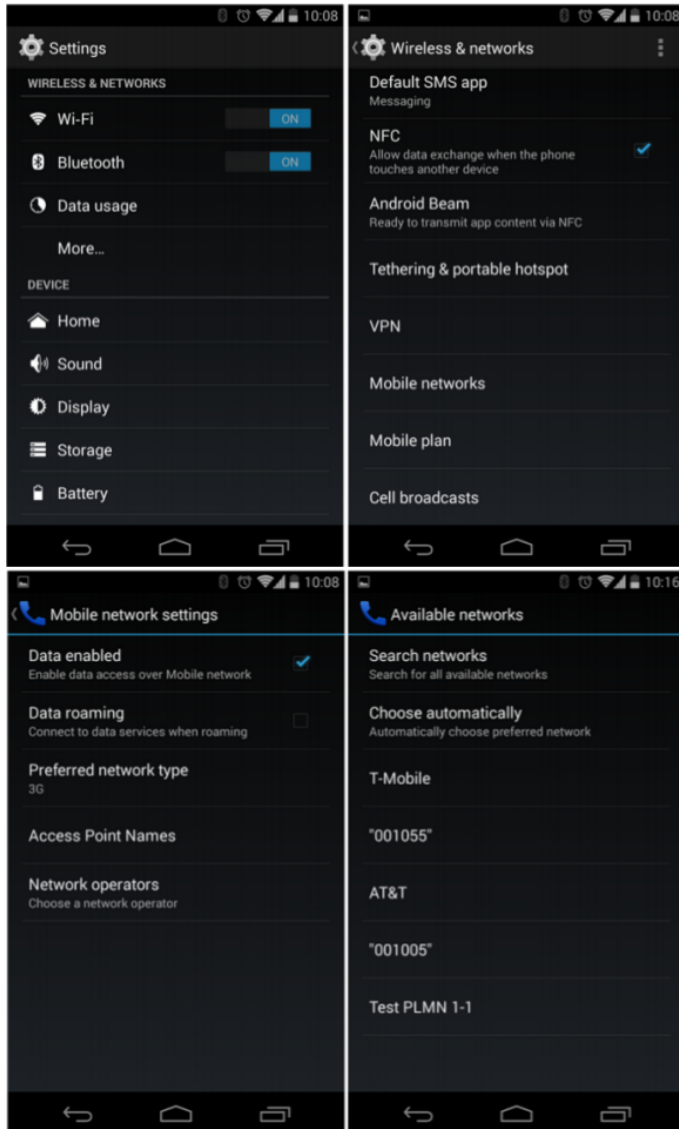 10:08
Settings
WIRELESS & NETWORKS
Wi-Fi
ON
Bluetooth
ON
Data usage
More...
DEVICE
Home
Sound
Display
Storage
Battery
10:08
Wireless & networks
Default SMS app
Messaging
NFC
Allow data exchange when the phone
touches another device
Android Beam
Ready to transmit app content via NFC
Tethering & portable hotspot
VPN
Mobile networks
Mobile plan
Cell broadcasts
10:08
Mobile network settings
Data enabled
Enable data access over Mobile network
Data roaming
Connect to data services when roaming
Preferred network type
3G
Access Point Names
Network operators
Choose a network operator
10:16
Available networks
Search networks
Search for all available networks
Choose automatically
Automatically choose preferred network
T-Mobile
"001055"
AT&T
"001005"
Test PLMN 1-1